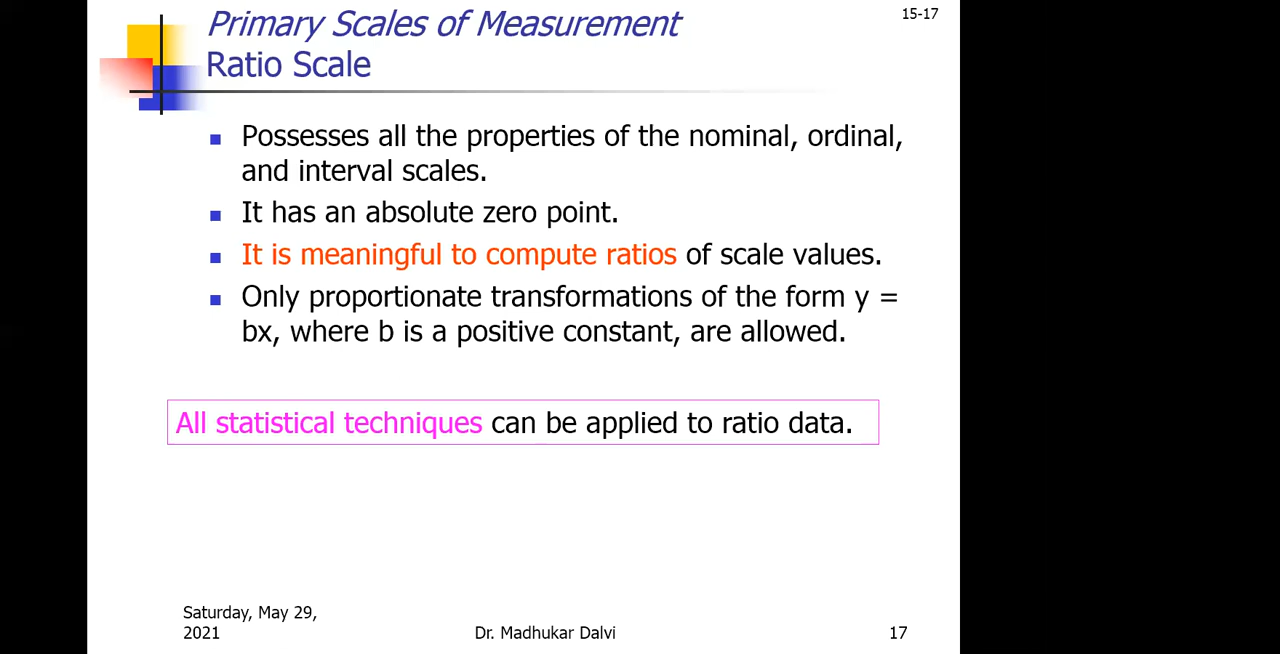 Primary Scales of Measurement
15-17
Ratio Scale
Possesses all the properties of the nominal, ordinal,
and interval scales.
It has an absolute zero point.
It is meaningful to compute ratios of scale values.
Only proportionate transformations of the form y =
bx, where b is a positive constant, are allowed.
All statistical techniques can be applied to ratio data.
Saturday, May 29,
2021
Dr. Madhukar Dalvi
17